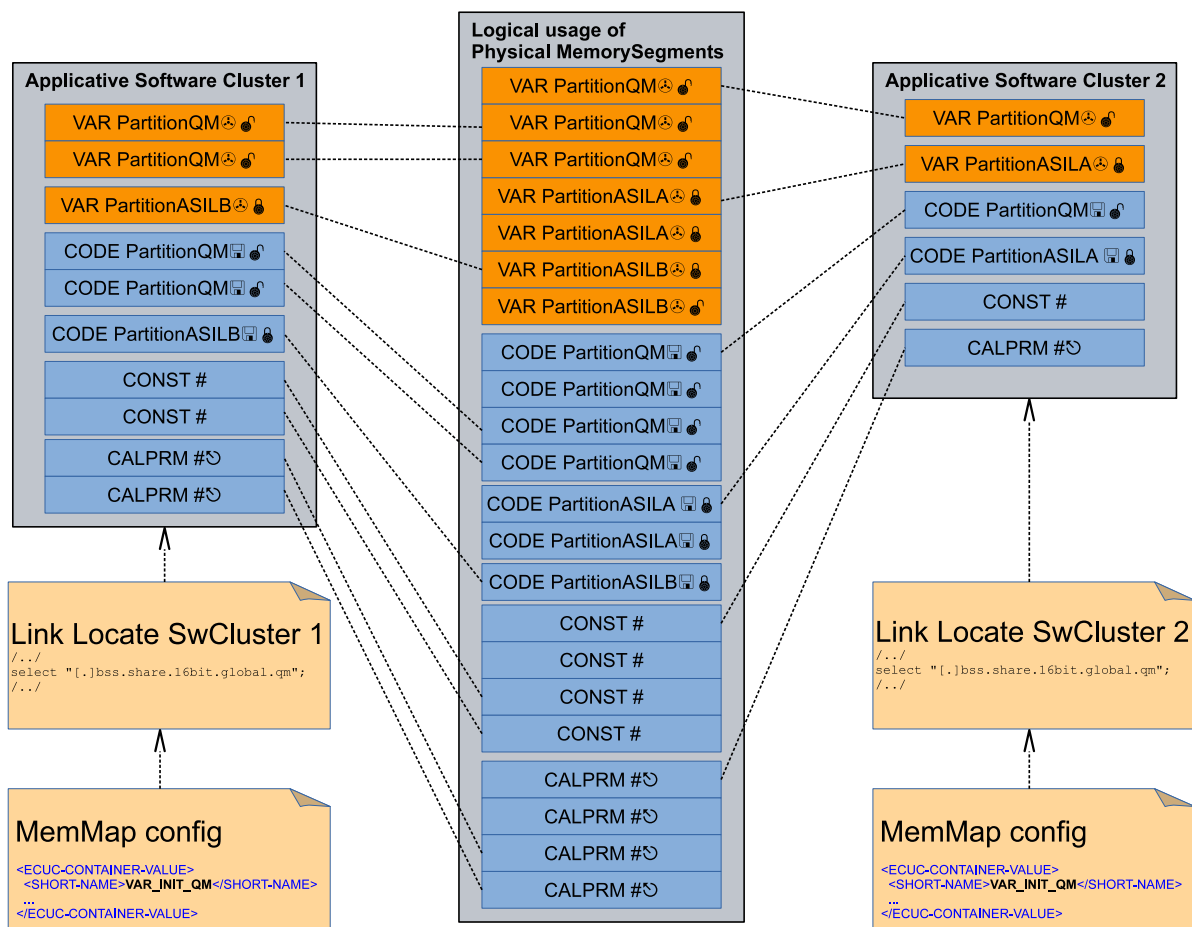 Applicative Software Cluster 1
VAR PartitionQM
VAR PartitionQM
VAR PartitionASILB
CODE PartitionQM
CODE PartitionQM
CODE PartitionASILB
CONST #
CONST #
CALPRM #
CALPRM #
Link Locate SwCluster 1
/../
select "[.]bss.share.16bit.global.qm";
/../
MemMap config
<ECUC-CONTAINER-VALUE>
<SHORT-NAME>VAR_INIT_QM</SHORT-NAME>
...
</ECUC-CONTAINER-VALUE>
Logical usage of
Physical MemorySegments
VAR PartitionQM
VAR PartitionQM
VAR PartitionQM
VAR PartitionASILA
VAR PartitionASILA
VAR PartitionASILB
VAR PartitionASILB
CODE PartitionQM
CODE PartitionQM
CODE PartitionQM
CODE PartitionQM
CODE PartitionASILA
CODE PartitionASILA
CODE PartitionASILB
CONST #
CONST #
CONST #
CONST #
CALPRM #
CALPRM #
CALPRM #
CALPRM #
Applicative Software Cluster 2
VAR PartitionQM
VAR PartitionASILA
CODE PartitionQM
CODE PartitionASILA
CONST #
CALPRM #
Link Locate SwCluster 2
/../
select "[.]bss.share.16bit.global.qm";
/../
MemMap config
<ECUC-CONTAINER-VALUE>
<SHORT-NAME>VAR_INIT_QM</SHORT-NAME>
...
</ECUC-CONTAINER-VALUE>